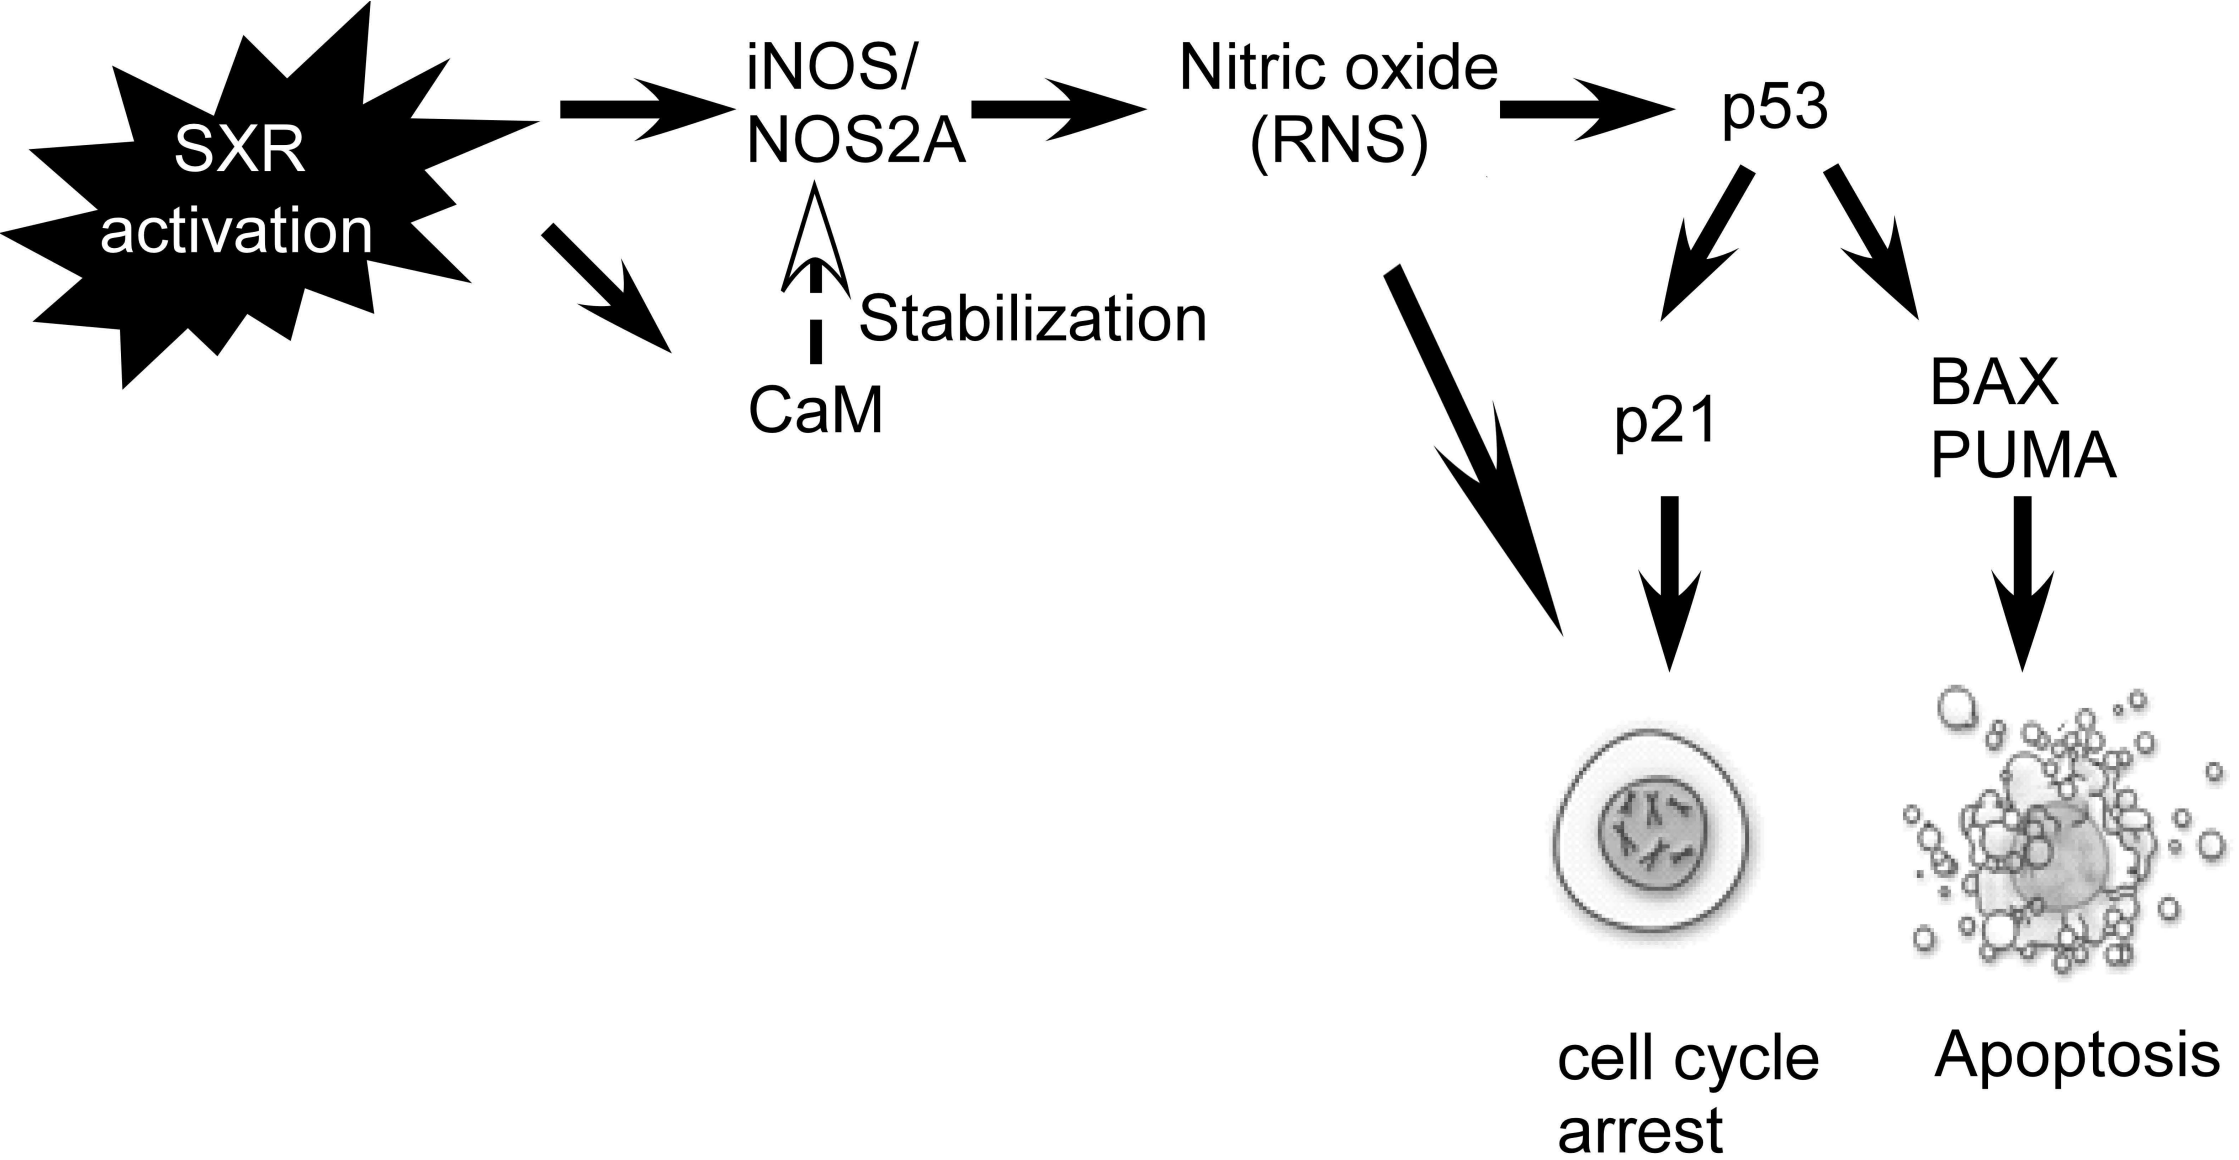 SXR
activation
iNOS/
NOS2A
Nitric oxide
(RNS)
p53
Stabilization
CaM
p21
BAX
PUMA
cell cycle
arrest
Apoptosis